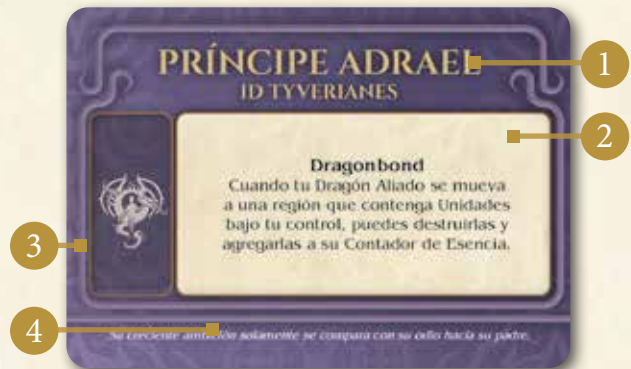 PRÍNCIPE ADRAEL
1
ID TYVERIANES
2
Dragonbond
Cuando tu Dragón Aliado se mueva
a una región que contenga Unidades
bajo tu control, puedes destruirlas y
agregarlas a su Contador de Esencia.
3
4
Su creciente ambición solamente se compara con su odio hacia su padre.